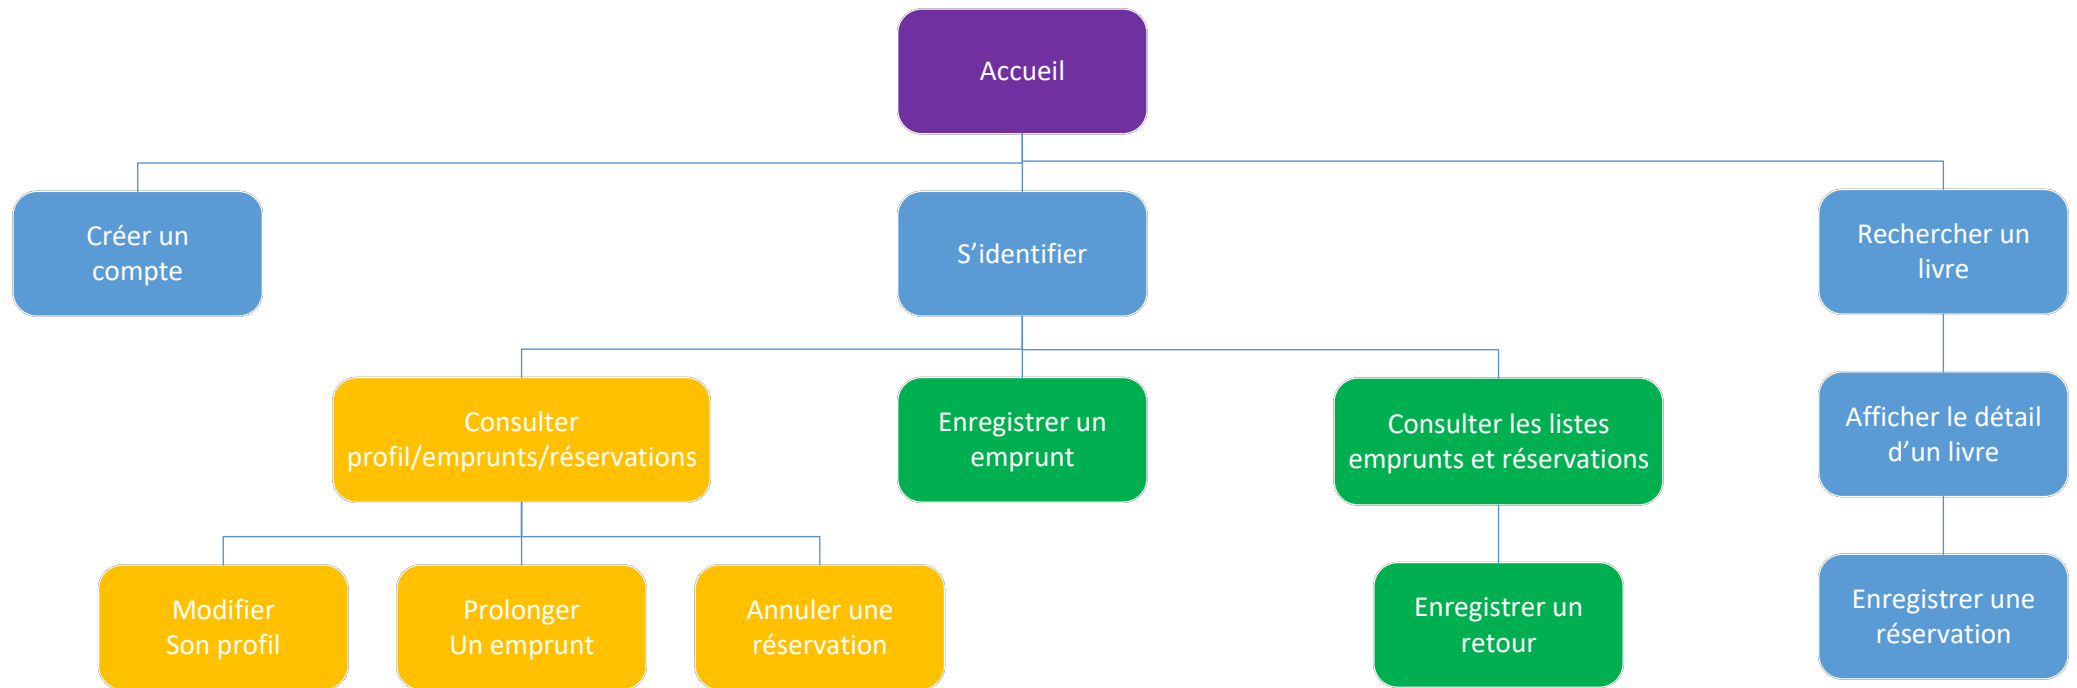 Accueil
Créer un
compte
S’identifier
Rechercher un
livre
Consulter
profil/emprunts/réservations
Enregistrer un
emprunt
Consulter les listes
emprunts et réservations
Afficher le détail
d’un livre
Modifier
Son profil
Prolonger
Un emprunt
Annuler une
réservation
Enregistrer un
retour
Enregistrer une
réservation